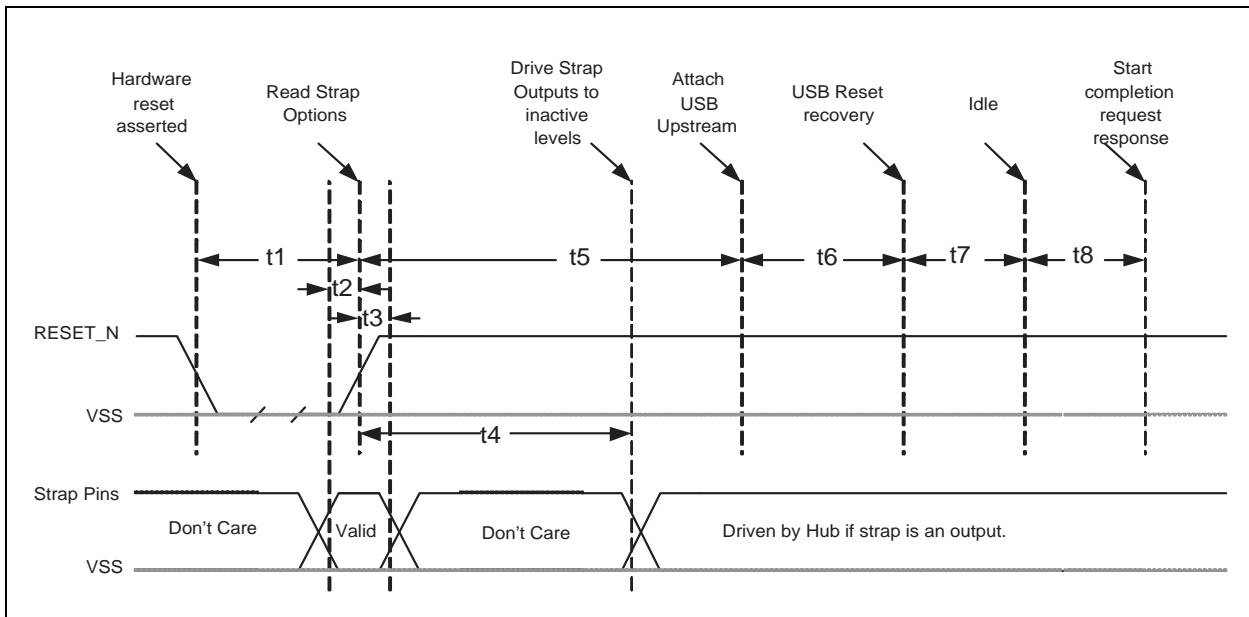 Hardware
reset
asserted
Read Strap
Options
Drive Strap
Outputs to
inactive
levels
Attach
USB
Upstream
USB Reset
recovery
Idle
Start
completion
request
response
t1
t5
t6
t7
t8
t2
t3
RESET_N
VSS
t4
Strap Pins
Don't Care
Valid
Don't Care
Driven by Hub if strap is an output.
VSS